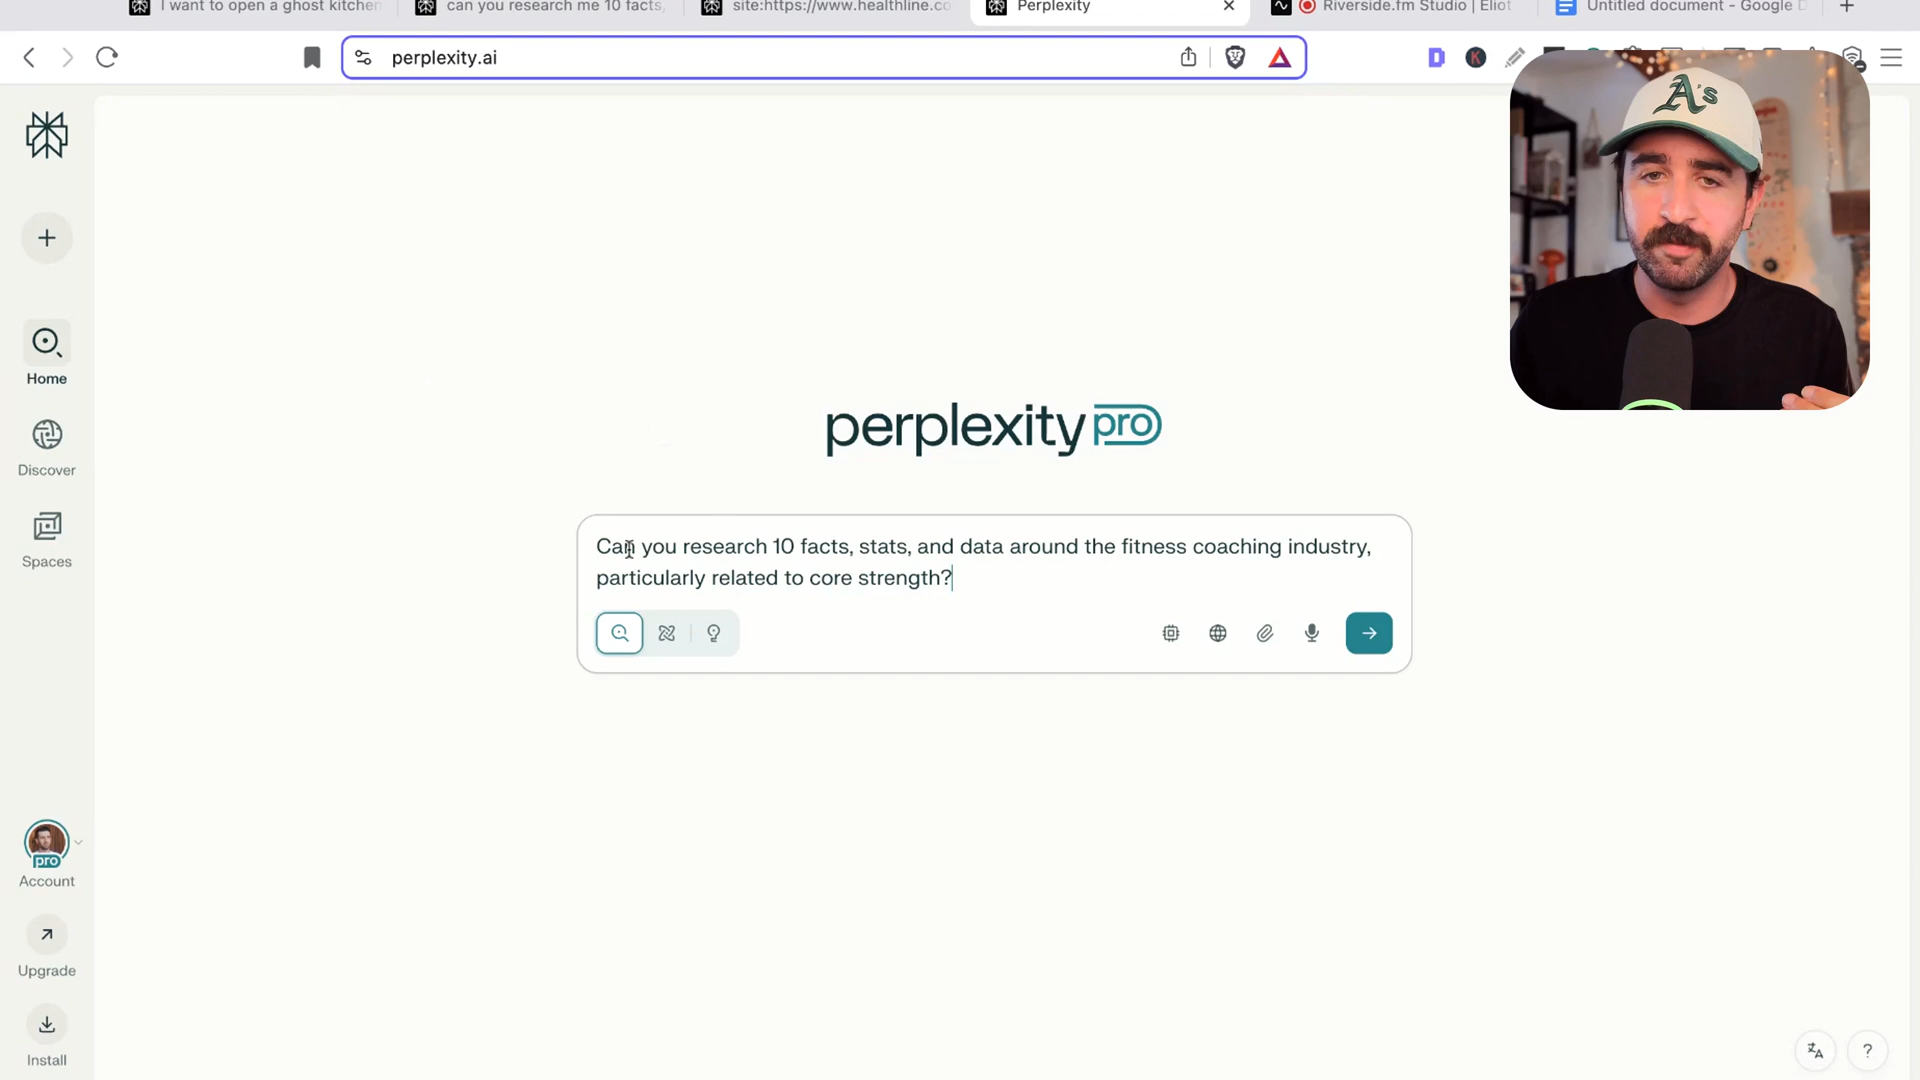 I want to open a ghost kitchen
can you research me 10 facts,
site:https://www.healthline.co
Perplexity
Riverside.fm Studio | Eliot
Untitled document - Google D
perplexity.ai
D
K
A's
Home
Discover
Spaces
perplexity pro
Can you research 10 facts, stats, and data around the fitness coaching industry,
particularly related to core strength?
pro
Account
Upgrade
Install
?